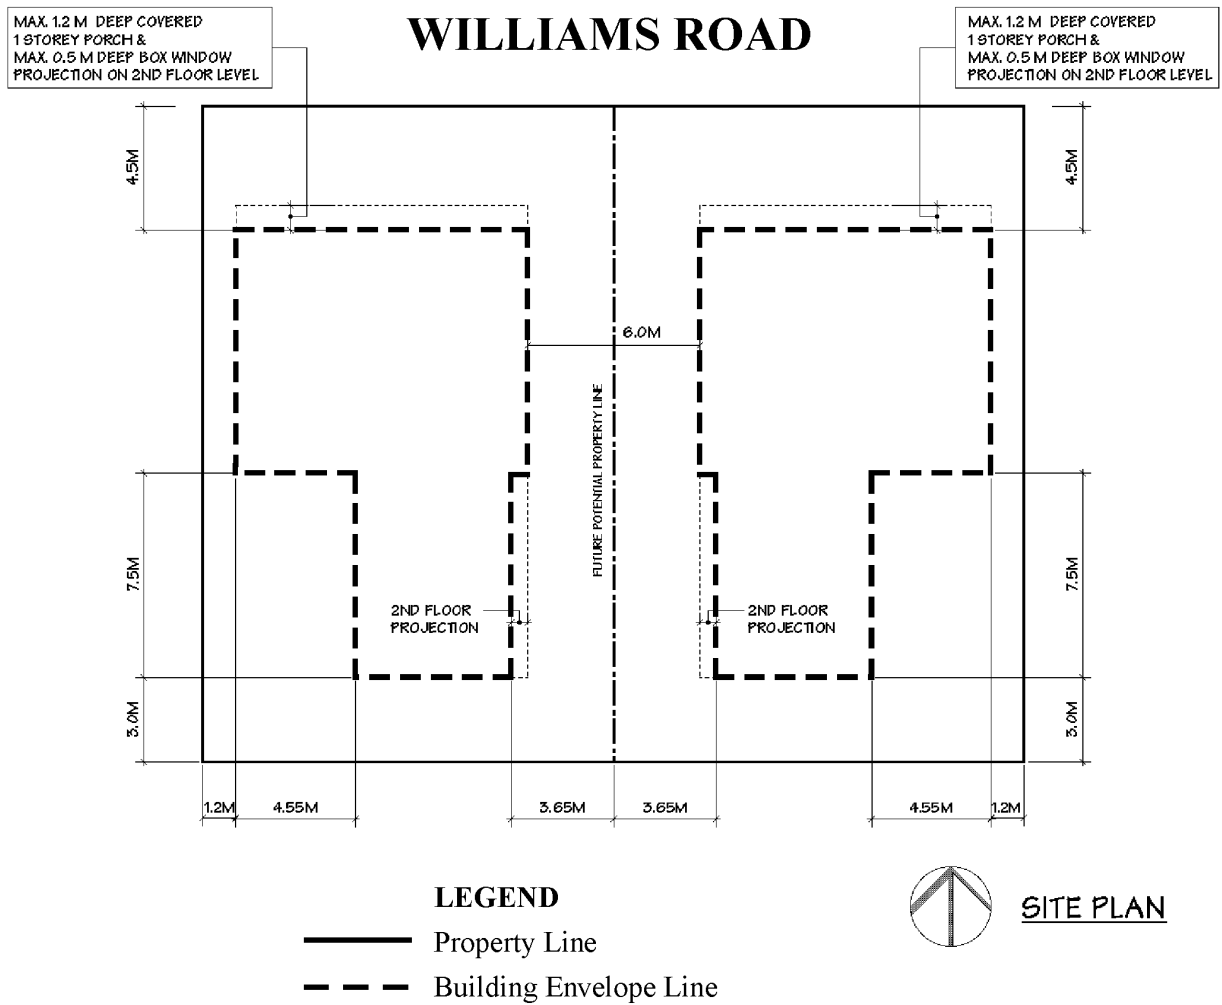 WILLIAMS ROAD
MAX. 1.2 M DEEP COVERED
1 STOREY PORCH &
MAX. 0.5 M DEEP BOX WINDOW
PROJECTION ON 2ND FLOOR LEVEL
MAX. 1.2 M DEEP COVERED
1 STOREY PORCH &
MAX. 0.5 M DEEP BOX WINDOW
PROJECTION ON 2ND FLOOR LEVEL
4.5M
4.5M
6.0M
FUTURE POTENTIAL PROPERTY LINE
7.5M
7.5M
2ND FLOOR
PROJECTION
2ND FLOOR
PROJECTION
3.0M
3.0M
1.2M
4.55M
3.65M
3.65M
4.55M
1.2M
LEGEND
Property Line
Building Envelope Line
SITE PLAN